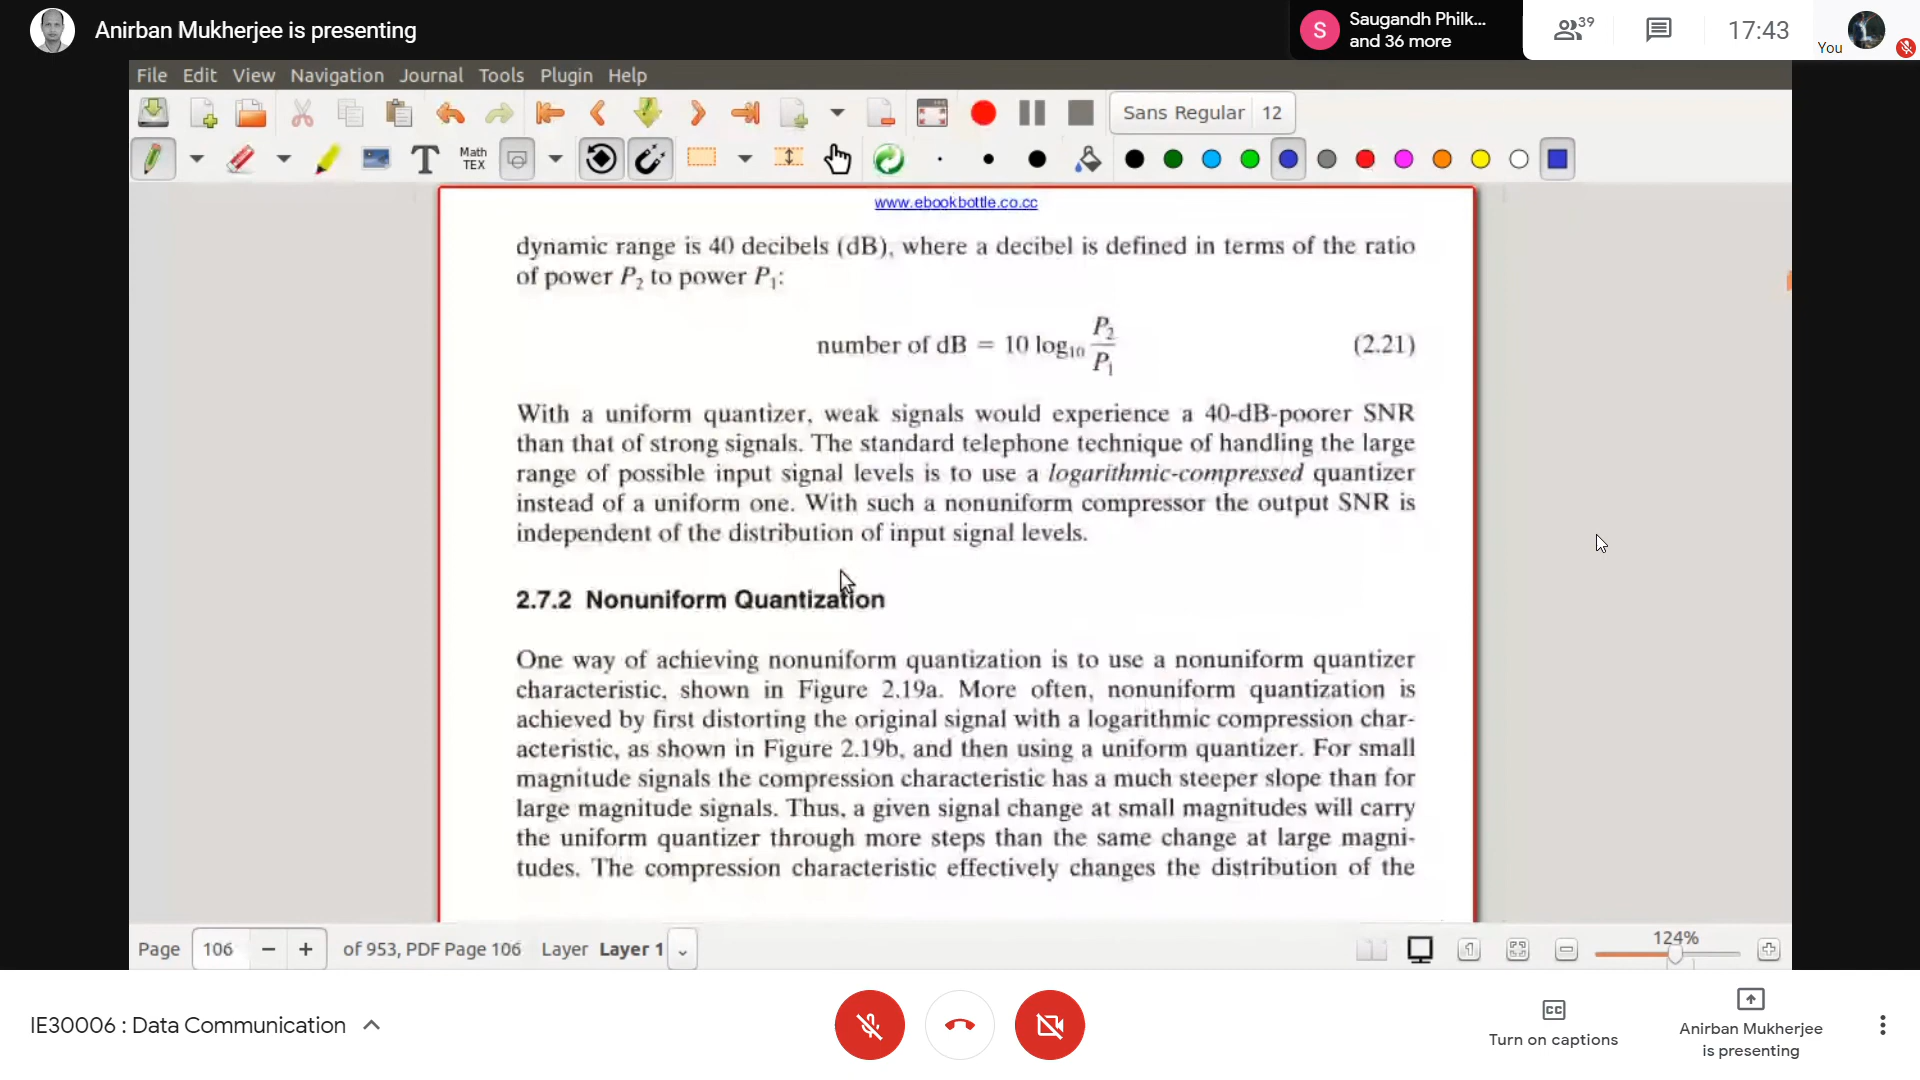 Anirban Mukherjee is presenting
S
Saugandh Philk...
and 36 more
39
17:43
You
File Edit View Navigation Journal Tools Plugin Help
Sans Regular 12
Math
TEX
T
www.ebookbottle.co.cc
dynamic range is 40 decibels (dB), where a decibel is defined in terms of the ratio
of power P₂ to power P₁:
number of dB = 10 log₁₀ P₂/P₁ (2.21)
With a uniform quantizer, weak signals would experience a 40-dB-poorer SNR
than that of strong signals. The standard telephone technique of handling the large
range of possible input signal levels is to use a logarithmic-compressed quantizer
instead of a uniform one. With such a nonuniform compressor the output SNR is
independent of the distribution of input signal levels.
2.7.2 Nonuniform Quantization
One way of achieving nonuniform quantization is to use a nonuniform quantizer
characteristic, shown in Figure 2.19a. More often, nonuniform quantization is
achieved by first distorting the original signal with a logarithmic compression char-
acteristic, as shown in Figure 2.19b, and then using a uniform quantizer. For small
magnitude signals the compression characteristic has a much steeper slope than for
large magnitude signals. Thus, a given signal change at small magnitudes will carry
the uniform quantizer through more steps than the same change at large magni-
tudes. The compression characteristic effectively changes the distribution of the
Page 106 − + of 953, PDF Page 106 Layer Layer 1
1
124%
IE30006 : Data Communication
CC
Turn on captions
Anirban Mukherjee
is presenting